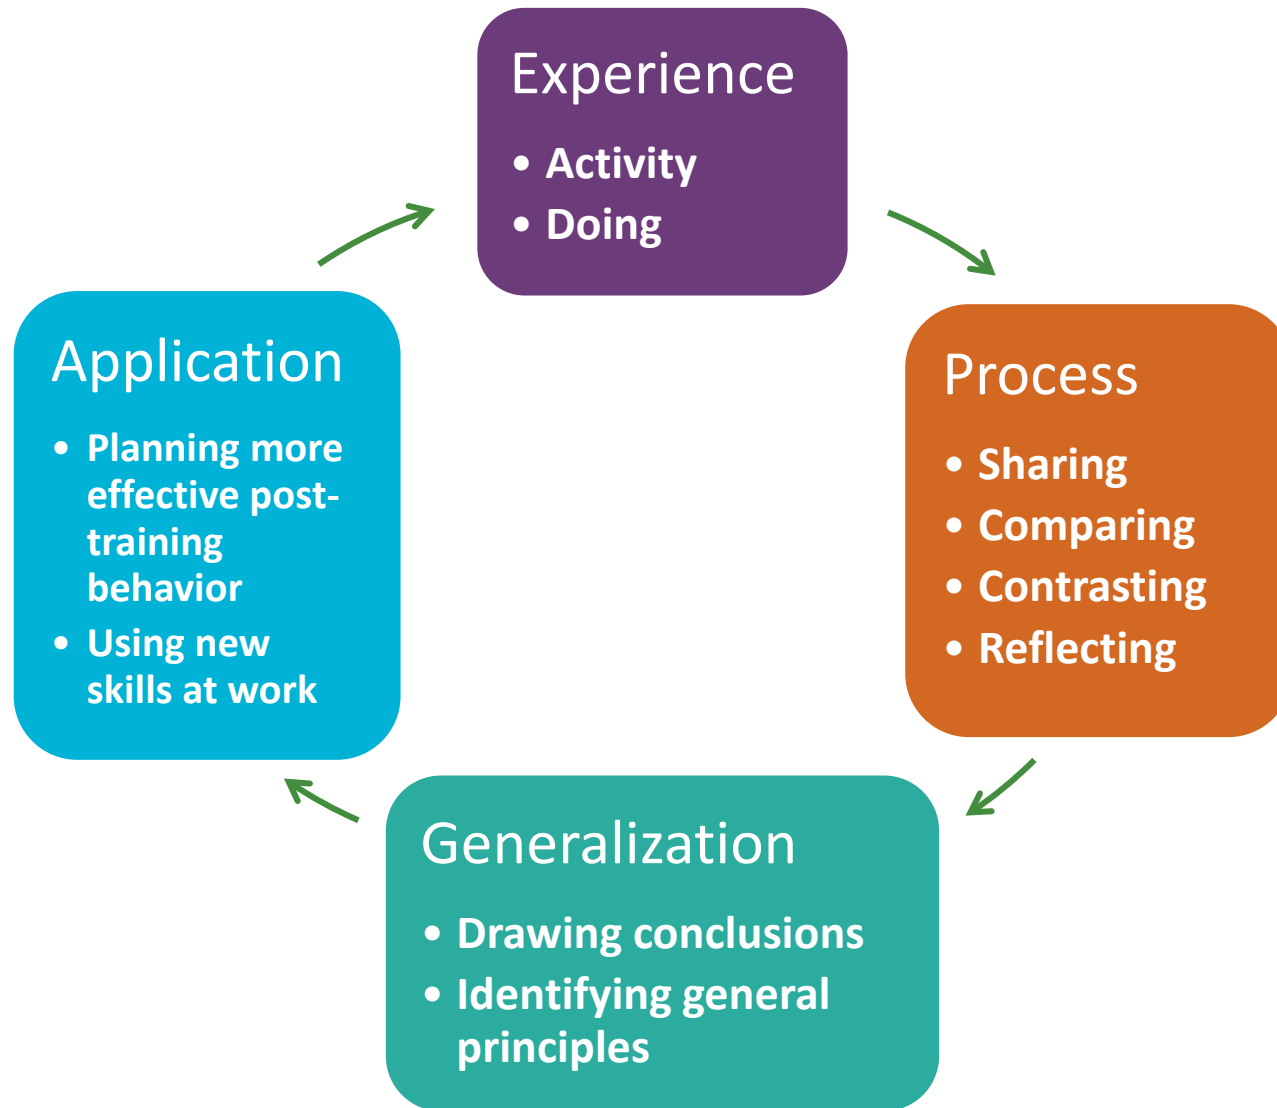 Experience
• Activity
• Doing
Process
• Sharing
• Comparing
• Contrasting
• Reflecting
Generalization
• Drawing conclusions
• Identifying general
principles
Application
• Planning more
effective post-
training
behavior
• Using new
skills at work